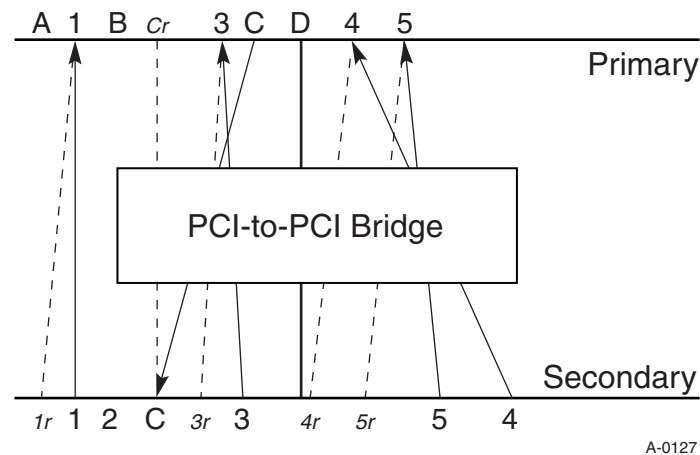 A 1 B Cr 3 C D 4 5
Primary
PCI-to-PCI Bridge
Secondary
1r 1 2 C 3r 3 4r 5r 5 4
A-0127